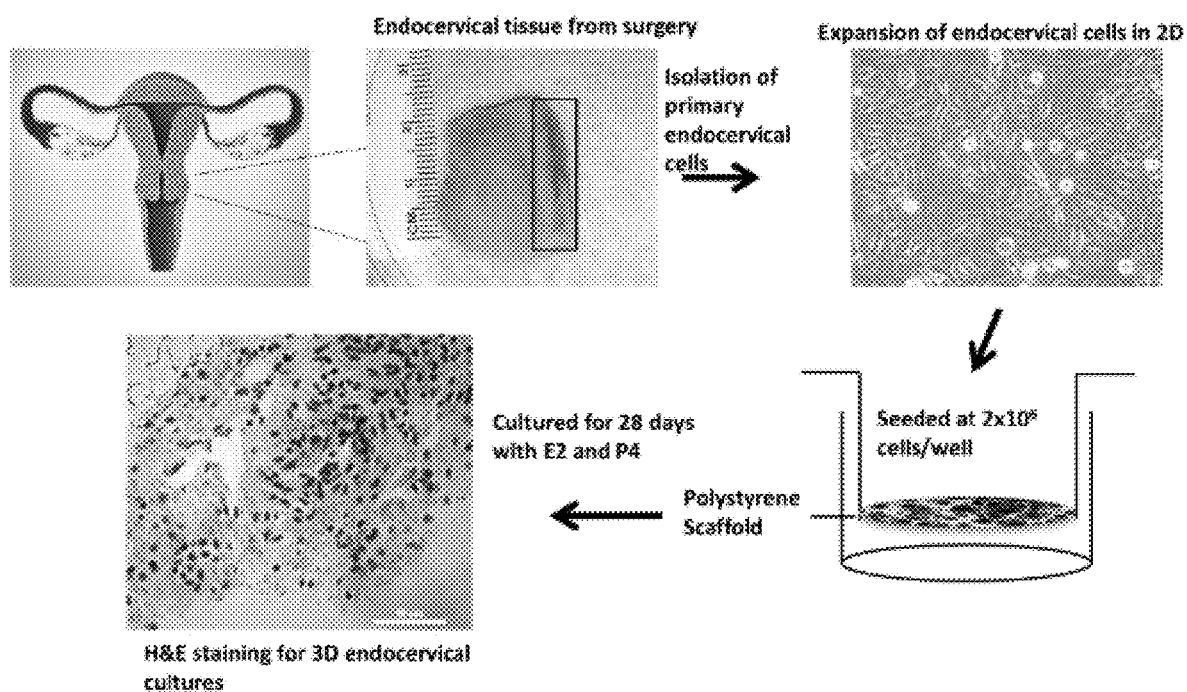 Endocervical tissue from surgery
Expansion of endocervical cells in 2D
Isolation of
primary
endocervical
cells
Seeded at 2x10⁶
cells/well
Cultured for 28 days
with E2 and P4
Polystyrene
Scaffold
H&E staining for 3D endocervical
cultures